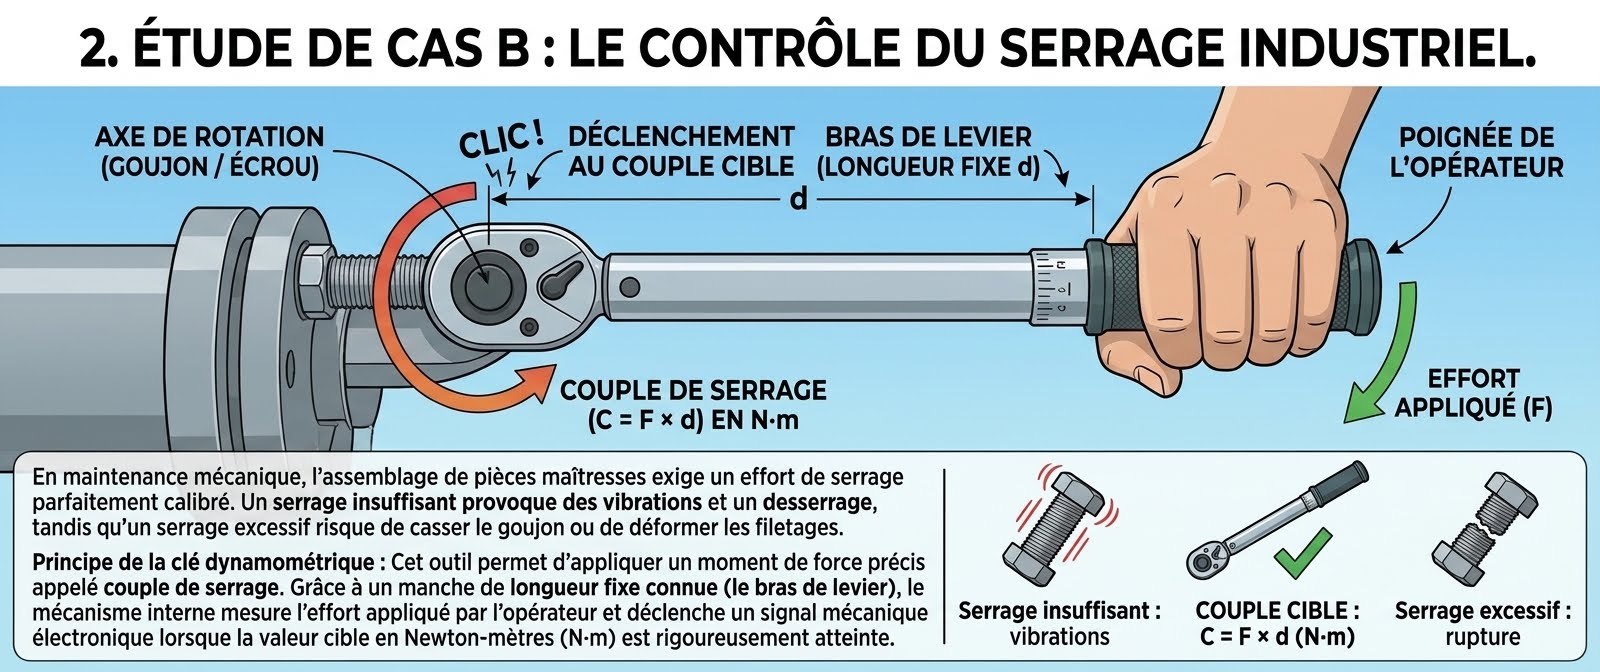 2. ÉTUDE DE CAS B : LE CONTRÔLE DU SERRAGE INDUSTRIEL.
AXE DE ROTATION
(GOUJON / ÉCROU)
CLIC !
DÉCLENCHEMENT
AU COUPLE CIBLE
BRAS DE LEVIER
(LONGUEUR FIXE d)
d
POIGNÉE DE
L'OPÉRATEUR
COUPLE DE SERRAGE
(C = F × d) EN N·m
EFFORT
APPLIQUÉ (F)
En maintenance mécanique, l'assemblage de pièces maîtresses exige un effort de serrage
parfaitement calibré. Un serrage insuffisant provoque des vibrations et un desserrage,
tandis qu'un serrage excessif risque de casser le goujon ou de déformer les filetages.
Principe de la clé dynamométrique : Cet outil permet d'appliquer un moment de force précis
appelé couple de serrage. Grâce à un manche de longueur fixe connue (le bras de levier), le
mécanisme interne mesure l'effort appliqué par l'opérateur et déclenche un signal mécanique
électronique lorsque la valeur cible en Newton-mètres (N·m) est rigoureusement atteinte.
Serrage insuffisant :
vibrations
COUPLE CIBLE :
C = F × d (N·m)
Serrage excessif :
rupture